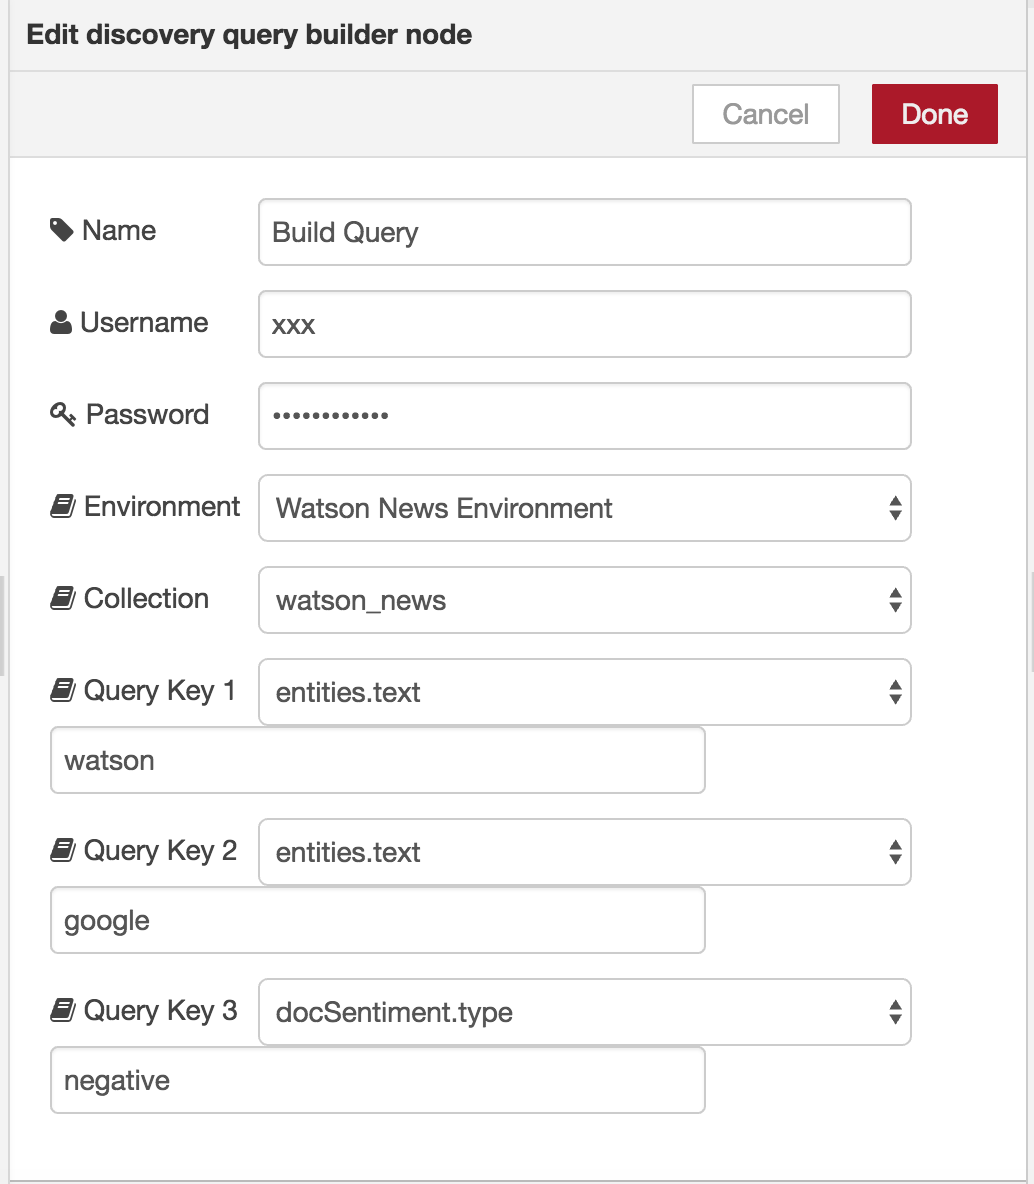 Edit discovery query builder node
Cancel Done
Name Build Query
Username xxx
Password ••••••••••••
Environment Watson News Environment
Collection watson_news
Query Key 1 entities.text
watson
Query Key 2 entities.text
google
Query Key 3 docSentiment.type
negative